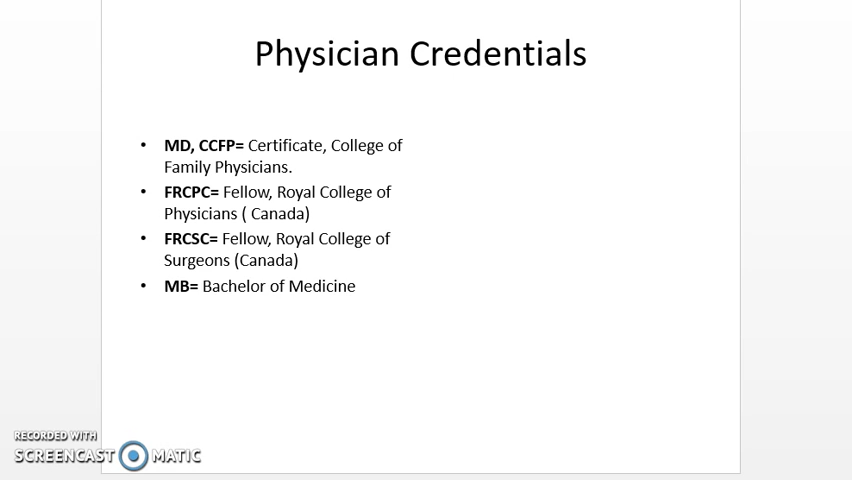 Physician Credentials
• MD, CCFP= Certificate, College of
Family Physicians.
• FRCPC= Fellow, Royal College of
Physicians ( Canada)
• FRCSC= Fellow, Royal College of
Surgeons (Canada)
• MB= Bachelor of Medicine
RECORDED WITH
SCREENCAST MATIC